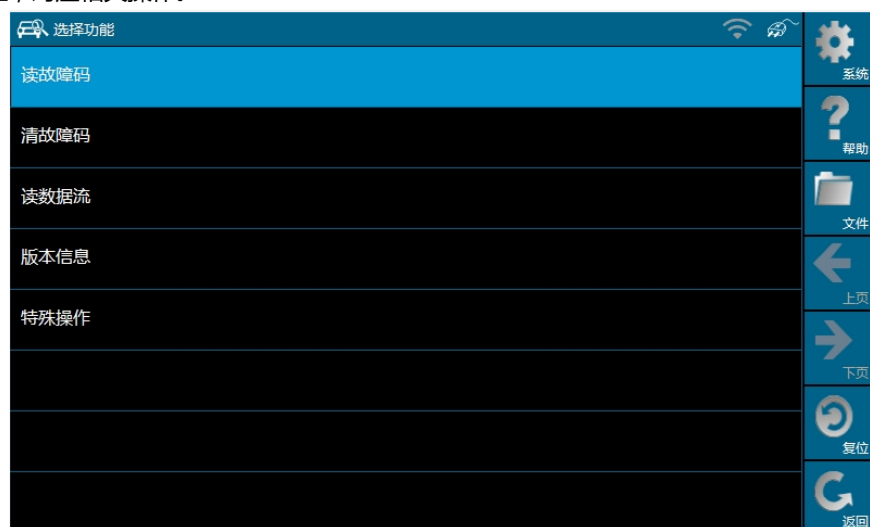 选择功能
读故障码
清故障码
读数据流
版本信息
特殊操作
系统
帮助
文件
上页
下页
复位
返回